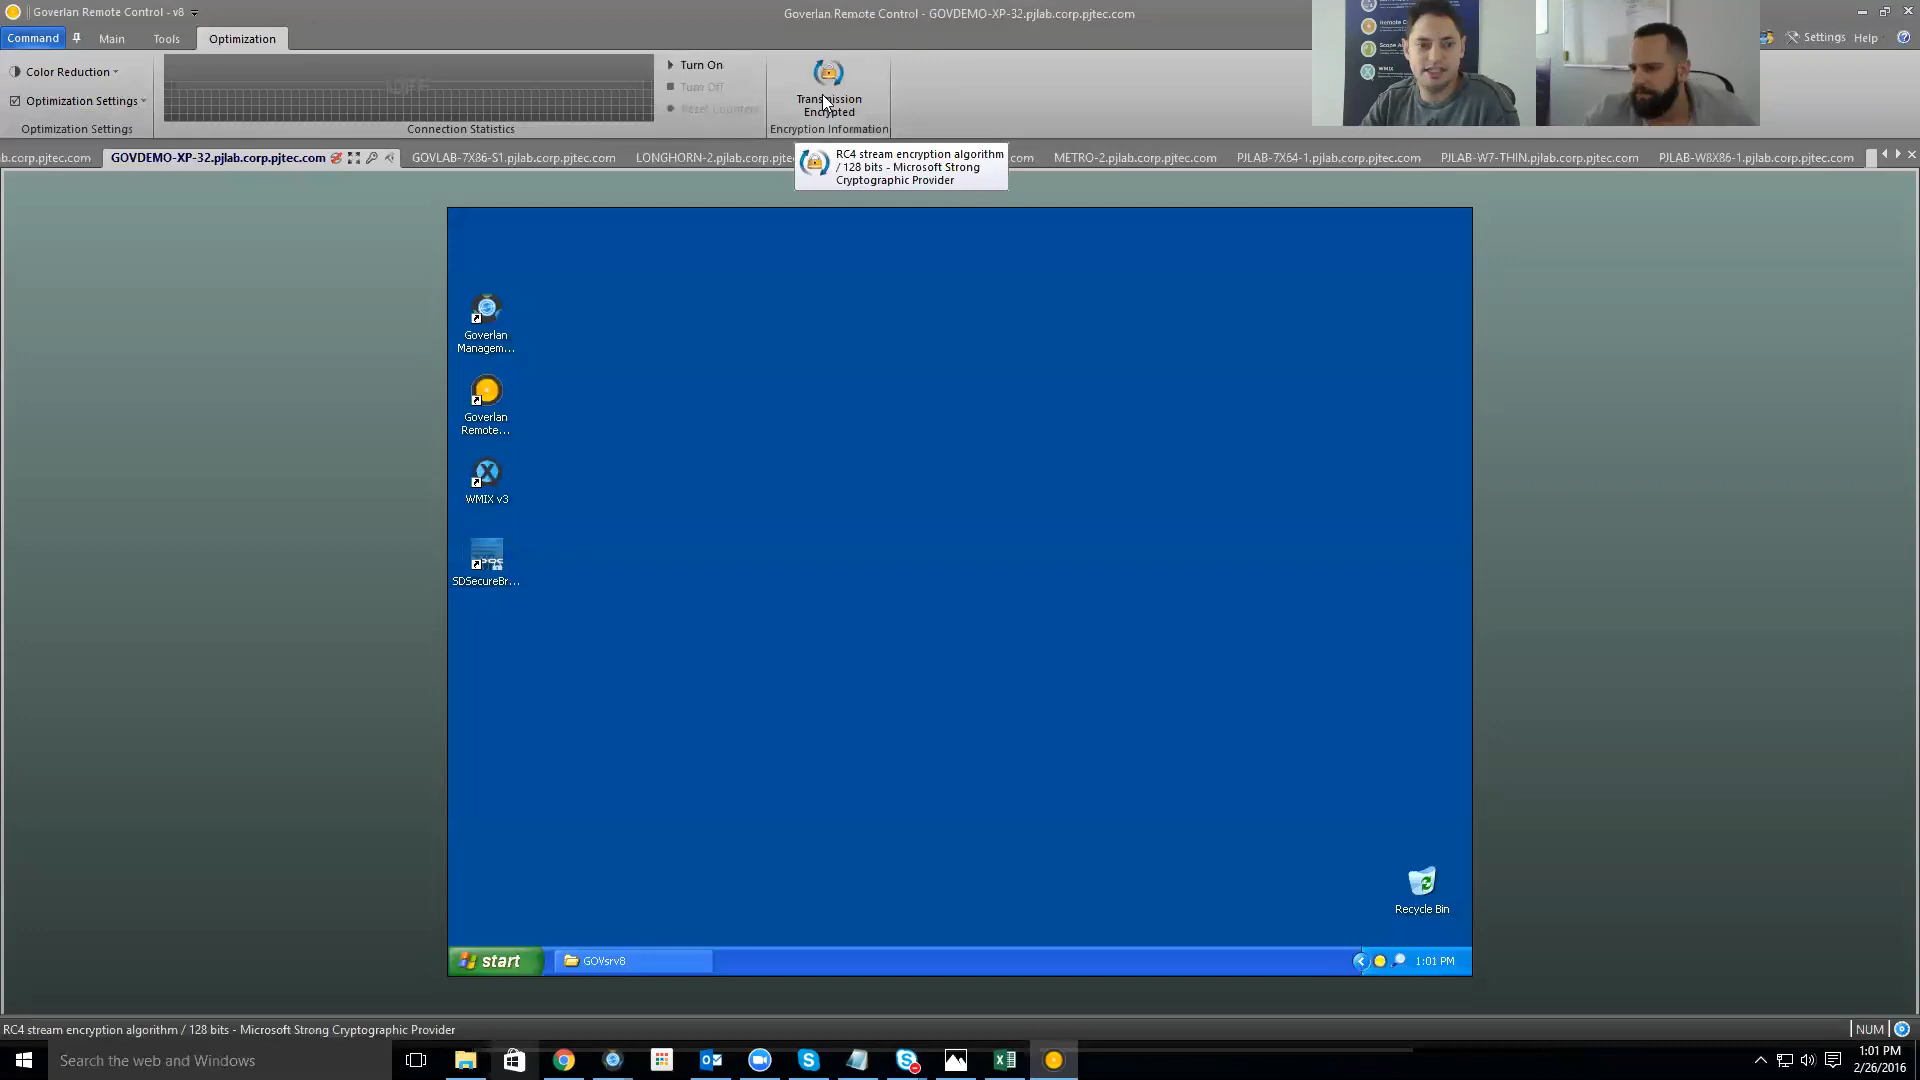 Goverlan Remote Control - v8
Goverlan Remote Control - GOVDEMO-XP-32.pjlab.corp.pjtec.com
Command
Main
Tools
Optimization
Settings
Help
Color Reduction
Optimization Settings
Optimization Settings
OFF
Turn On
Turn Off
Reset Counters
Connection Statistics
Transmission
Encrypted
Encryption Information
b.corp.pjtec.com
GOVDEMO-XP-32.pjlab.corp.pjtec.com
GOVLAB-7X86-S1.pjlab.corp.pjtec.com
LONGHORN-2.pjlab.corp.pjte
om
METRO-2.pjlab.corp.pjtec.com
PJLAB-7X64-1.pjlab.corp.pjtec.com
PJLAB-W7-THIN.pjlab.corp.pjtec.com
PJLAB-W8X86-1.pjlab.corp.pjtec.com
RC4 stream encryption algorithm
/ 128 bits - Microsoft Strong
Cryptographic Provider
Goverlan
Managem...
Goverlan
Remote...
WMIX v3
SDSecureBr...
Recycle Bin
start
GOVsrv8
1:01 PM
RC4 stream encryption algorithm / 128 bits - Microsoft Strong Cryptographic Provider
NUM
Search the web and Windows
1:01 PM
2/26/2016